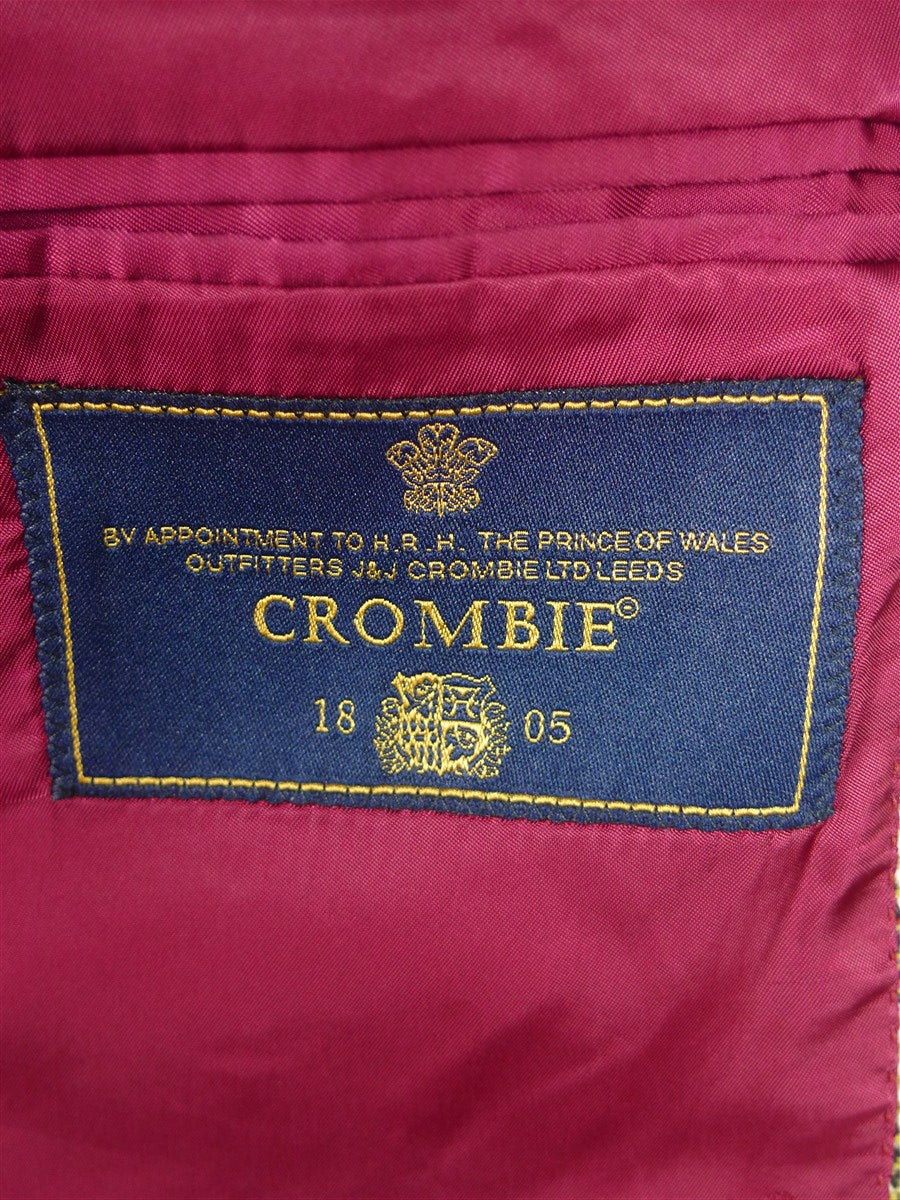 BY APPOINTMENT TO H.R.H. THE PRINCE OF WALES
OUTFITTERS J&J CROMBIE LTD LEEDS
CROMBIE©
18 05